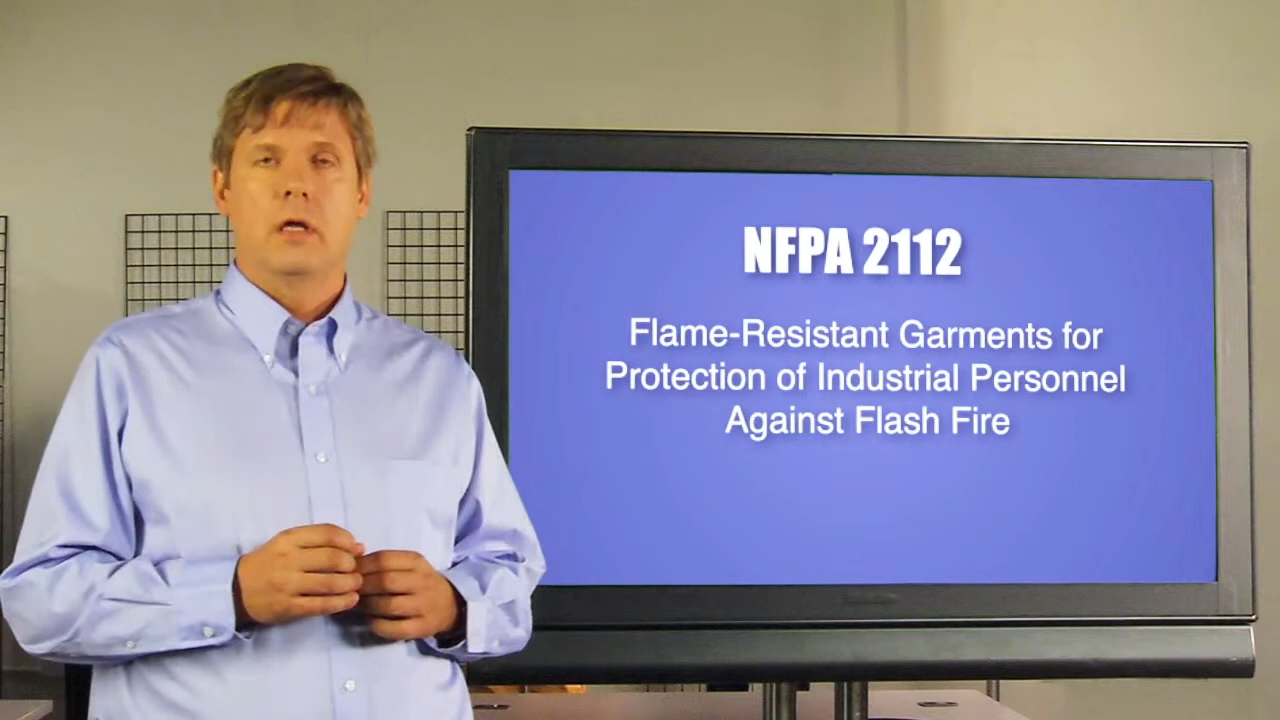 NFPA 2112
Flame-Resistant Garments for
Protection of Industrial Personnel
Against Flash Fire